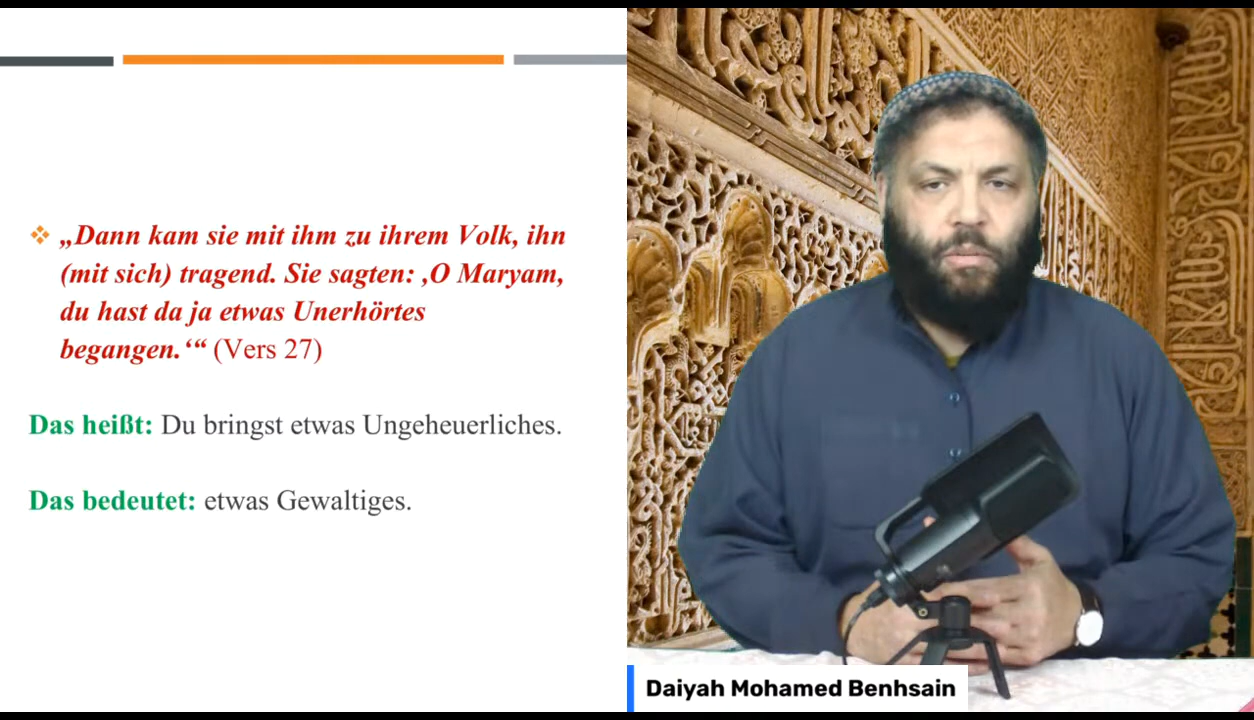 „Dann kam sie mit ihm zu ihrem Volk, ihn
(mit sich) tragend. Sie sagten: ‚O Maryam,
du hast da ja etwas Unerhörtes
begangen.‘“ (Vers 27)
Das heißt: Du bringst etwas Ungeheuerliches.
Das bedeutet: etwas Gewaltiges.
Daiyah Mohamed Benhsain